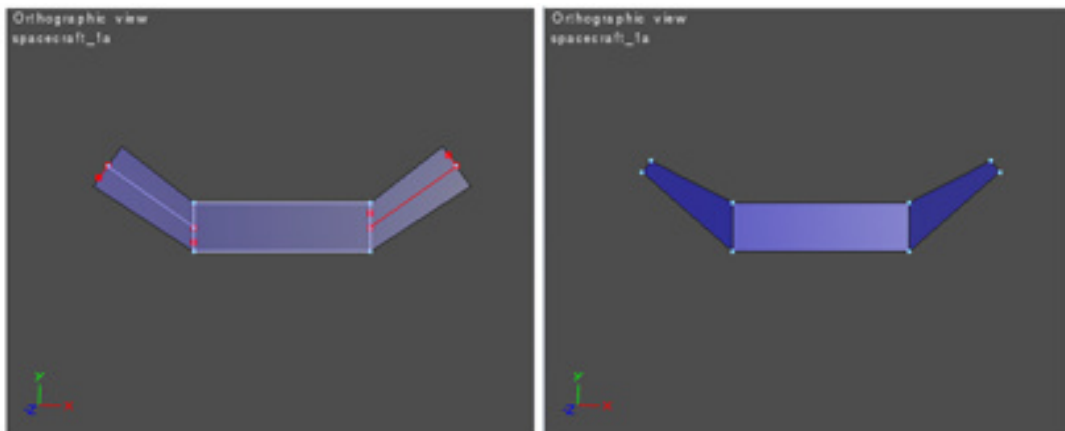 Orthographic view
spacecraft_1a
Y
-Z
X
Orthographic view
spacecraft_1a
Y
-Z
X